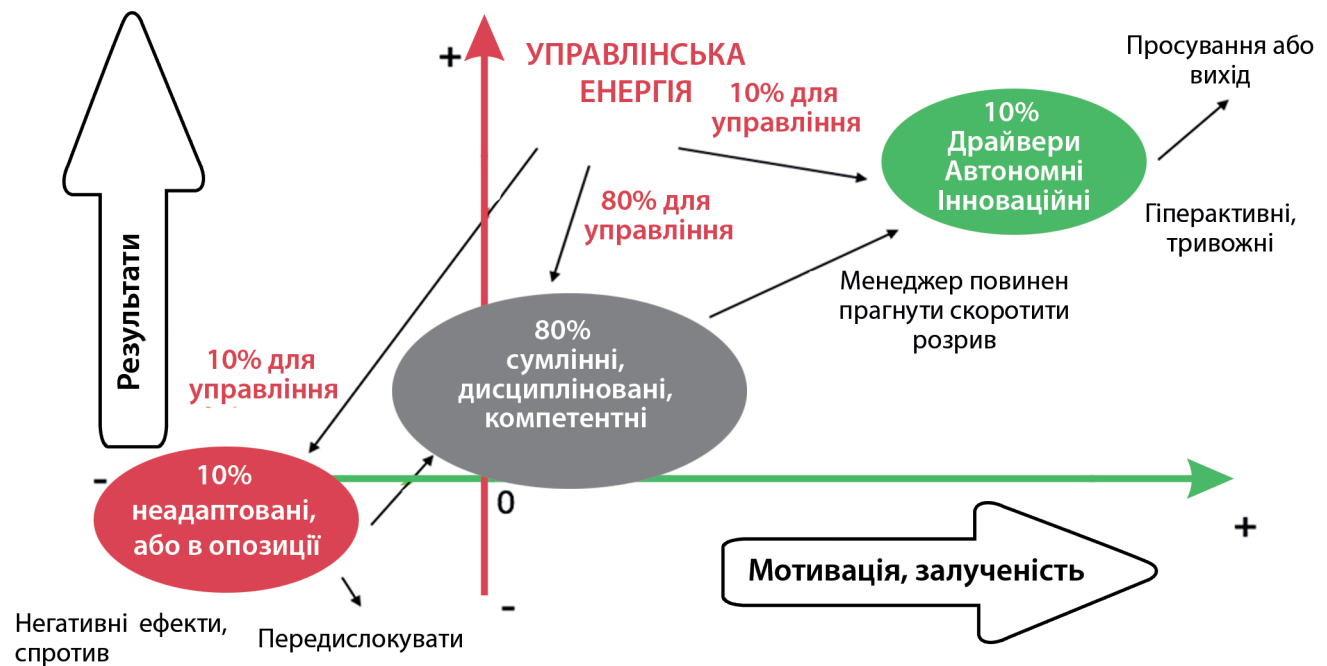 +
УПРАВЛІНСЬКА
ЕНЕРГІЯ
10% для
управління
10%
Драйвери
Автономні
Інноваційні
Просування або
вихід
80% для
управління
Гіперактивні,
тривожні
Результати
Менеджер повинен
прагнути скоротити
розрив
80%
сумлінні,
дисципліновані,
компетентні
10% для
управління
-
10%
неадаптовані,
або в опозиції
0
+
Мотивація, залученість
-
Негативні ефекти,
спротив
Передислокувати